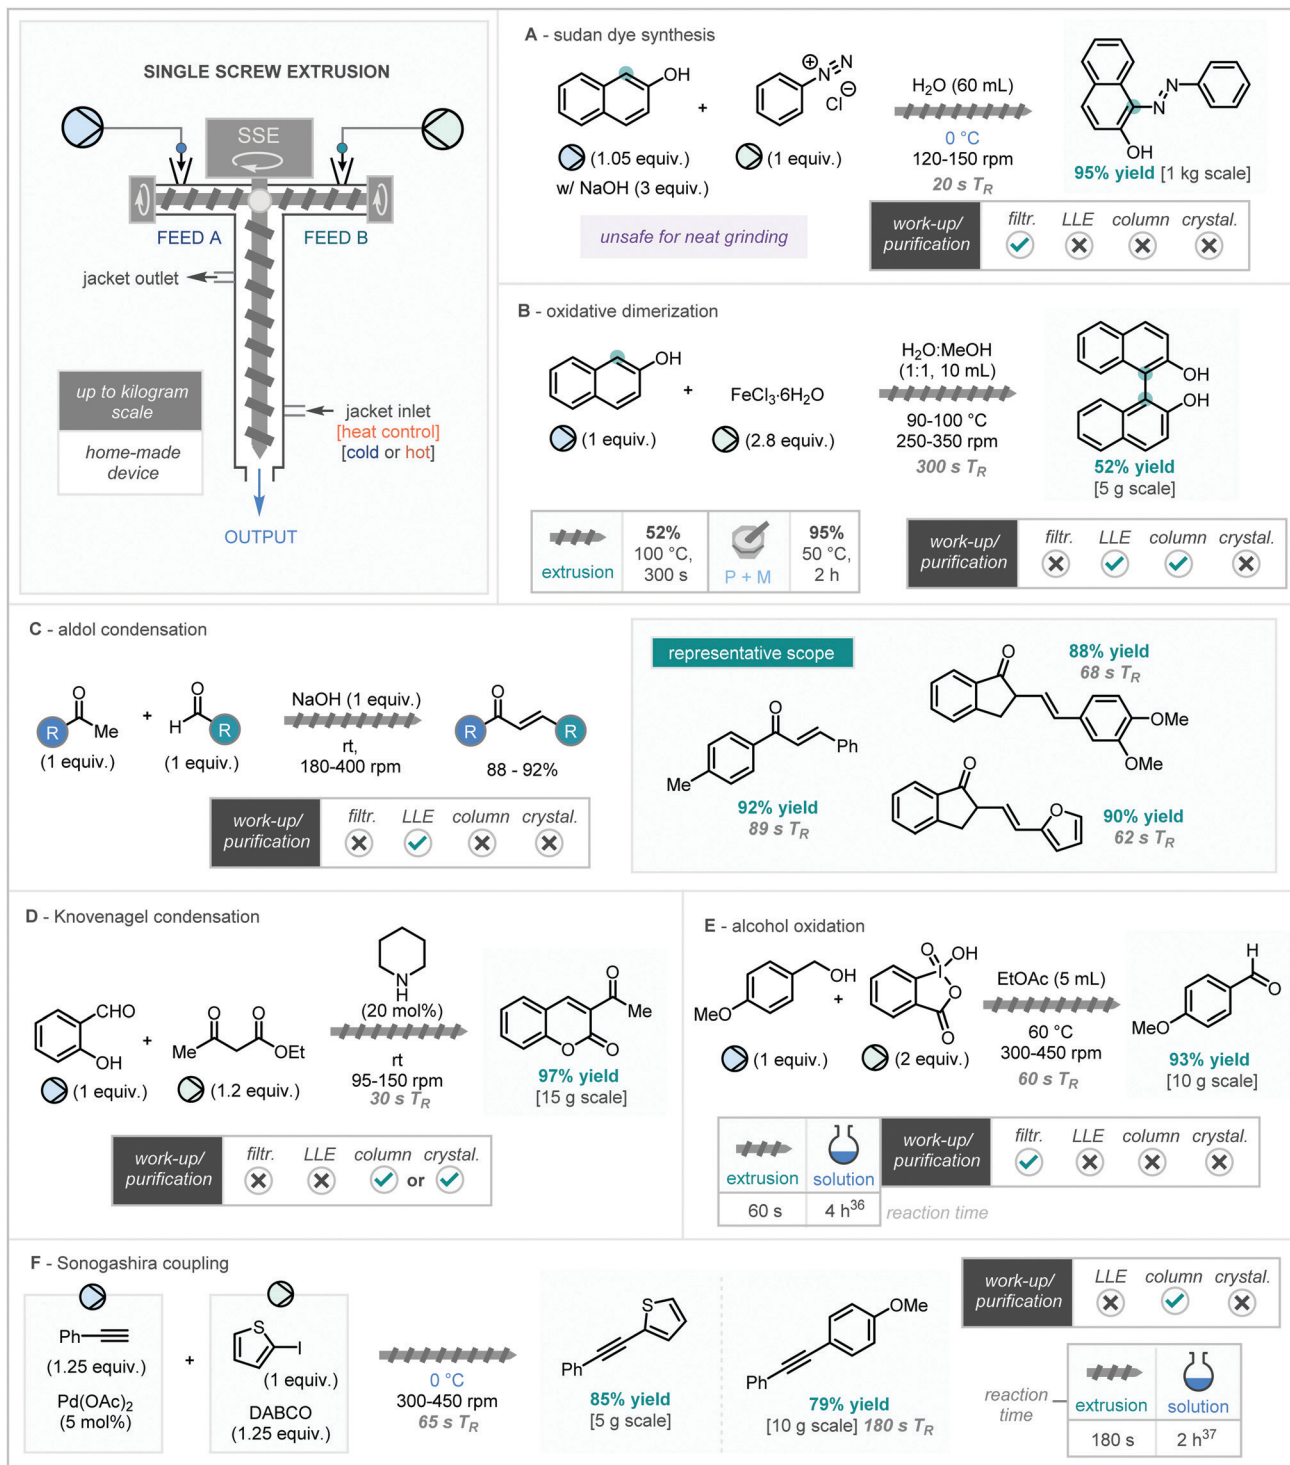 SINGLE SCREW EXTRUSION
SSE
FEED A
FEED B
jacket outlet
up to kilogram
scale
home-made
device
jacket inlet
[heat control]
[cold or hot]
OUTPUT
A - sudan dye synthesis
OH
+
N≡N
⊕
Cl⊖
(1.05 equiv.)
w/ NaOH (3 equiv.)
(1 equiv.)
unsafe for neat grinding
H₂O (60 mL)
0 °C
120-150 rpm
20 s T_R
N
N
OH
95% yield [1 kg scale]
work-up/
purification
filtr. LLE column crystal.
B - oxidative dimerization
OH
+
FeCl₃·6H₂O
(1 equiv.)
(2.8 equiv.)
H₂O:MeOH
(1:1, 10 mL)
90-100 °C
250-350 rpm
300 s T_R
OH
OH
52% yield
[5 g scale]
extrusion
52%
100 °C,
300 s
P + M
95%
50 °C,
2 h
work-up/
purification
filtr. LLE column crystal.
C - aldol condensation
O
R
Me
(1 equiv.)
+
O
H
R
(1 equiv.)
NaOH (1 equiv.)
rt,
180-400 rpm
O
R
R
88 - 92%
work-up/
purification
filtr. LLE column crystal.
representative scope
O
Ph
Me
92% yield
89 s T_R
O
OMe
OMe
88% yield
68 s T_R
O
O
90% yield
62 s T_R
D - Knovenagel condensation
CHO
OH
(1 equiv.)
+
O
O
Me
OEt
(1.2 equiv.)
N
H
(20 mol%)
rt
95-150 rpm
30 s T_R
O
Me
O
O
97% yield
[15 g scale]
work-up/
purification
filtr. LLE column crystal.
or
E - alcohol oxidation
OH
MeO
(1 equiv.)
+
O
OH
I
O
O
(2 equiv.)
EtOAc (5 mL)
60 °C
300-450 rpm
60 s T_R
H
O
MeO
93% yield
[10 g scale]
extrusion
solution
60 s
4 h³⁶
reaction time
work-up/
purification
filtr. LLE column crystal.
F - Sonogashira coupling
Ph
(1.25 equiv.)
Pd(OAc)₂
(5 mol%)
+
S
I
(1 equiv.)
DABCO
(1.25 equiv.)
0 °C
300-450 rpm
65 s T_R
S
Ph
85% yield
[5 g scale]
OMe
Ph
79% yield
[10 g scale] 180 s T_R
work-up/
purification
LLE column crystal.
reaction
time
extrusion
solution
180 s
2 h³⁷